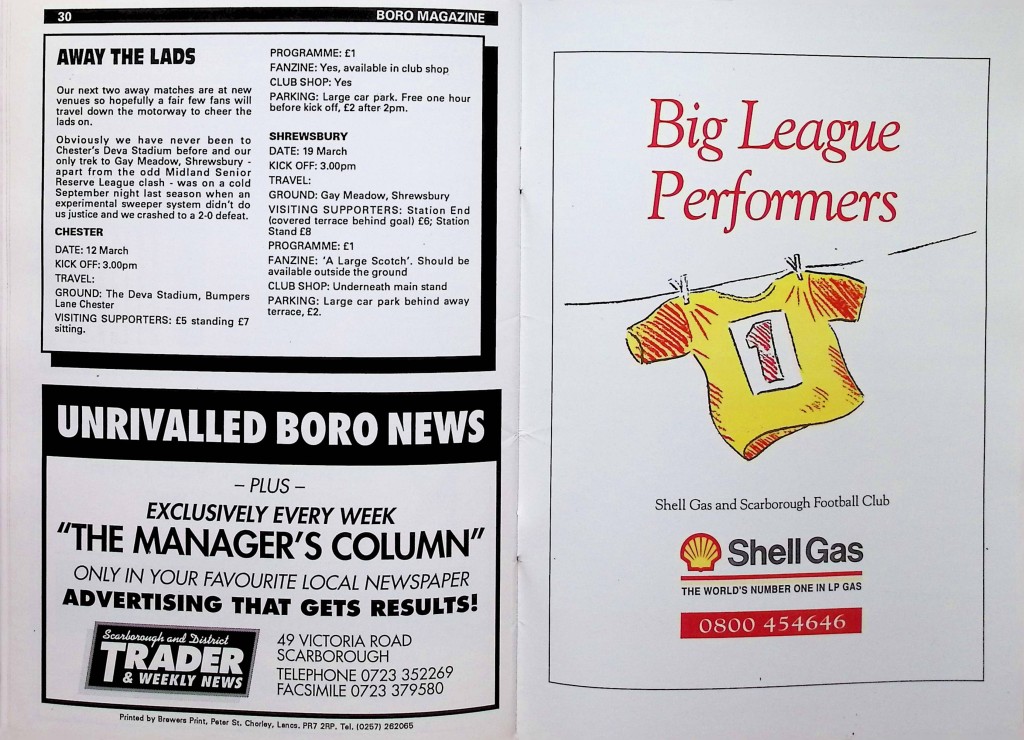 30 BORO MAGAZINE
AWAY THE LADS
Our next two away matches are at new
venues so hopefully a fair few fans will
travel down the motorway to cheer the
lads on.
Obviously we have never been to
Chester's Deva Stadium before and our
only trek to Gay Meadow, Shrewsbury -
apart from the odd Midland Senior
Reserve League clash - was on a cold
September night last season when an
experimental sweeper system didn't do
us justice and we crashed to a 2-0 defeat.
CHESTER
DATE: 12 March
KICK OFF: 3.00pm
TRAVEL:
GROUND: The Deva Stadium, Bumpers
Lane Chester
VISITING SUPPORTERS: £5 standing £7
sitting.
PROGRAMME: £1
FANZINE: Yes, available in club shop
CLUB SHOP: Yes
PARKING: Large car park. Free one hour
before kick off, £2 after 2pm.
SHREWSBURY
DATE: 19 March
KICK OFF: 3.00pm
TRAVEL:
GROUND: Gay Meadow, Shrewsbury
VISITING SUPPORTERS: Station End
(covered terrace behind goal) £6; Station
Stand £8
PROGRAMME: £1
FANZINE: 'A Large Scotch'. Should be
available outside the ground
CLUB SHOP: Underneath main stand
PARKING: Large car park behind away
terrace, £2.
UNRIVALLED BORO NEWS
– PLUS –
EXCLUSIVELY EVERY WEEK
"THE MANAGER'S COLUMN"
ONLY IN YOUR FAVOURITE LOCAL NEWSPAPER
ADVERTISING THAT GETS RESULTS!
Scarborough and District
TRADER
& WEEKLY NEWS
49 VICTORIA ROAD
SCARBOROUGH
TELEPHONE 0723 352269
FACSIMILE 0723 379580
Printed by Brewers Print, Peter St. Chorley, Lancs. PR7 2RP. Tel. (0257) 262065
Big League
Performers
1
Shell Gas and Scarborough Football Club
Shell Gas
THE WORLD'S NUMBER ONE IN LP GAS
0800 454646